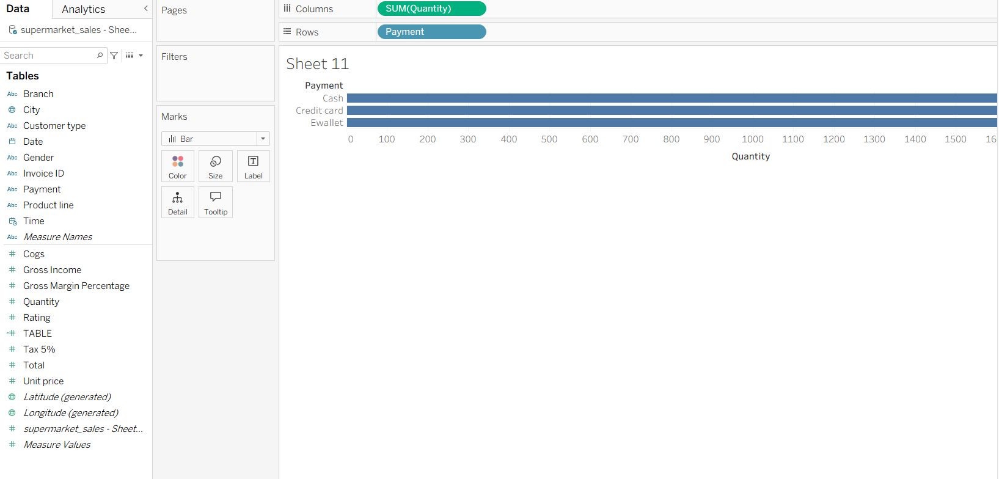 Data
Analytics
supermarket_sales - Shee...
Search
Tables
Abc Branch
City
Abc Customer type
Date
Abc Gender
Abc Invoice ID
Abc Payment
Abc Product line
Time
Abc Measure Names
Cogs
Gross Income
Gross Margin Percentage
Quantity
Rating
TABLE
Tax 5%
Total
Unit price
Latitude (generated)
Longitude (generated)
supermarket_sales - Sheet...
Measure Values
Pages
Filters
Marks
Bar
Color Size Label
Detail Tooltip
Columns SUM(Quantity)
Rows Payment
Sheet 11
Payment
Cash
Credit card
Ewallet
0 100 200 300 400 500 600 700 800 900 1000 1100 1200 1300 1400 1500 16
Quantity